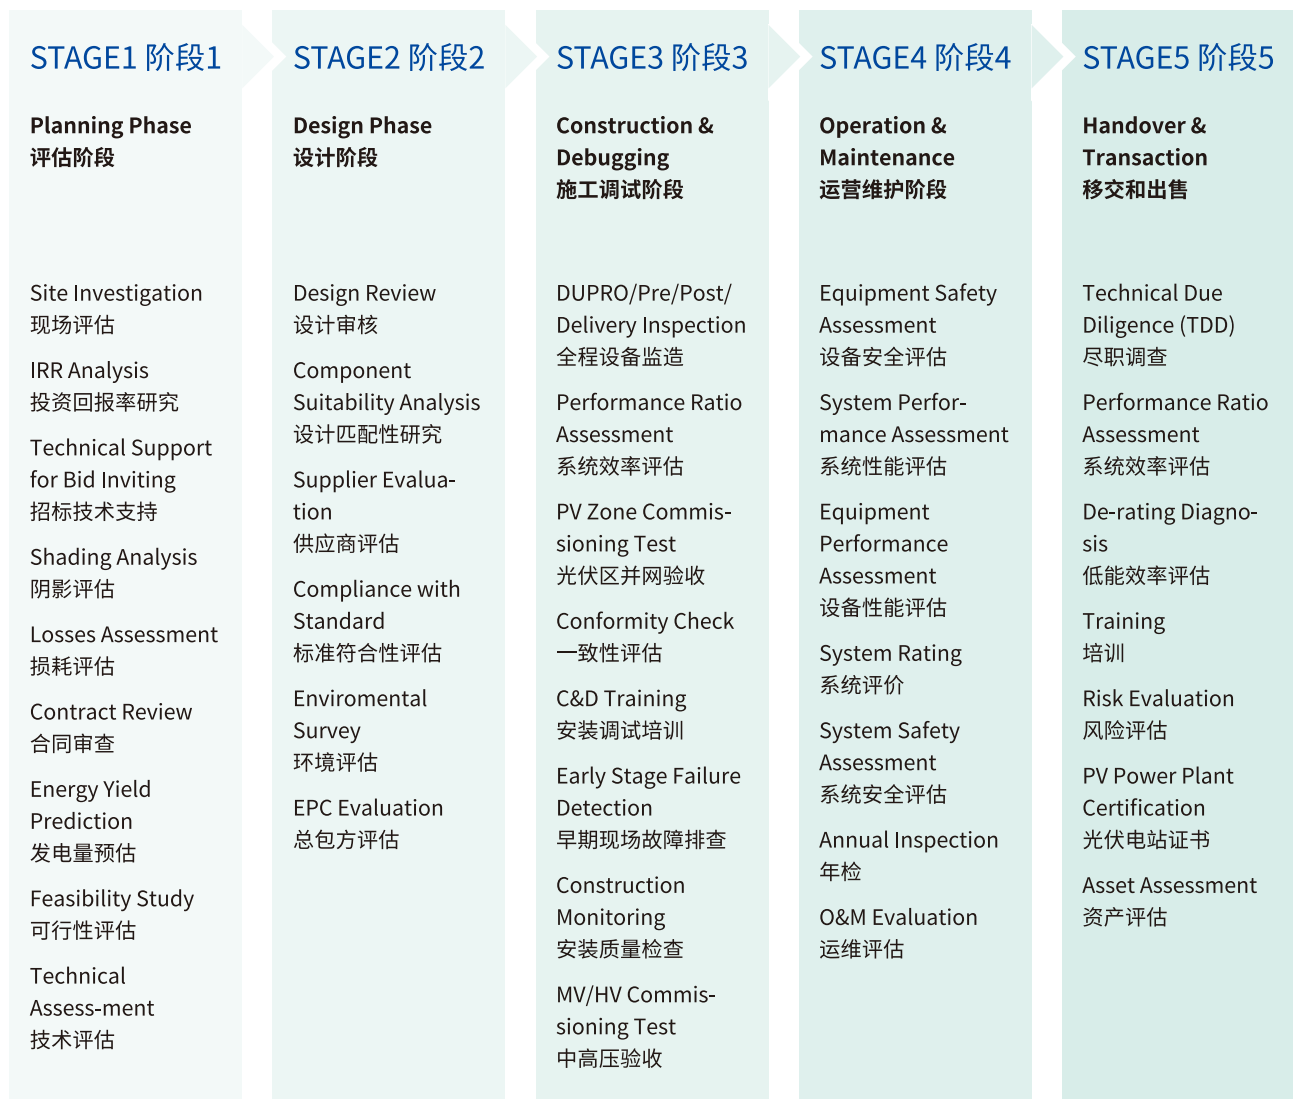 STAGE1 阶段1
Planning Phase
评估阶段
Site Investigation
现场评估
IRR Analysis
投资回报率研究
Technical Support
for Bid Inviting
招标技术支持
Shading Analysis
阴影评估
Losses Assessment
损耗评估
Contract Review
合同审查
Energy Yield
Prediction
发电量预估
Feasibility Study
可行性评估
Technical
Assess-ment
技术评估
STAGE2 阶段2
Design Phase
设计阶段
Design Review
设计审核
Component
Suitability Analysis
设计匹配性研究
Supplier Evalua-
tion
供应商评估
Compliance with
Standard
标准符合性评估
Enviromental
Survey
环境评估
EPC Evaluation
总包方评估
STAGE3 阶段3
Construction &
Debugging
施工调试阶段
DUPRO/Pre/Post/
Delivery Inspection
全程设备监造
Performance Ratio
Assessment
系统效率评估
PV Zone Commis-
sioning Test
光伏区并网验收
Conformity Check
一致性评估
C&D Training
安装调试培训
Early Stage Failure
Detection
早期现场故障排查
Construction
Monitoring
安装质量检查
MV/HV Commis-
sioning Test
中高压验收
STAGE4 阶段4
Operation &
Maintenance
运营维护阶段
Equipment Safety
Assessment
设备安全评估
System Perfor-
mance Assessment
系统性能评估
Equipment
Performance
Assessment
设备性能评估
System Rating
系统评价
System Safety
Assessment
系统安全评估
Annual Inspection
年检
O&M Evaluation
运维评估
STAGE5 阶段5
Handover &
Transaction
移交和出售
Technical Due
Diligence (TDD)
尽职调查
Performance Ratio
Assessment
系统效率评估
De-rating Diagno-
sis
低能效率评估
Training
培训
Risk Evaluation
风险评估
PV Power Plant
Certification
光伏电站证书
Asset Assessment
资产评估